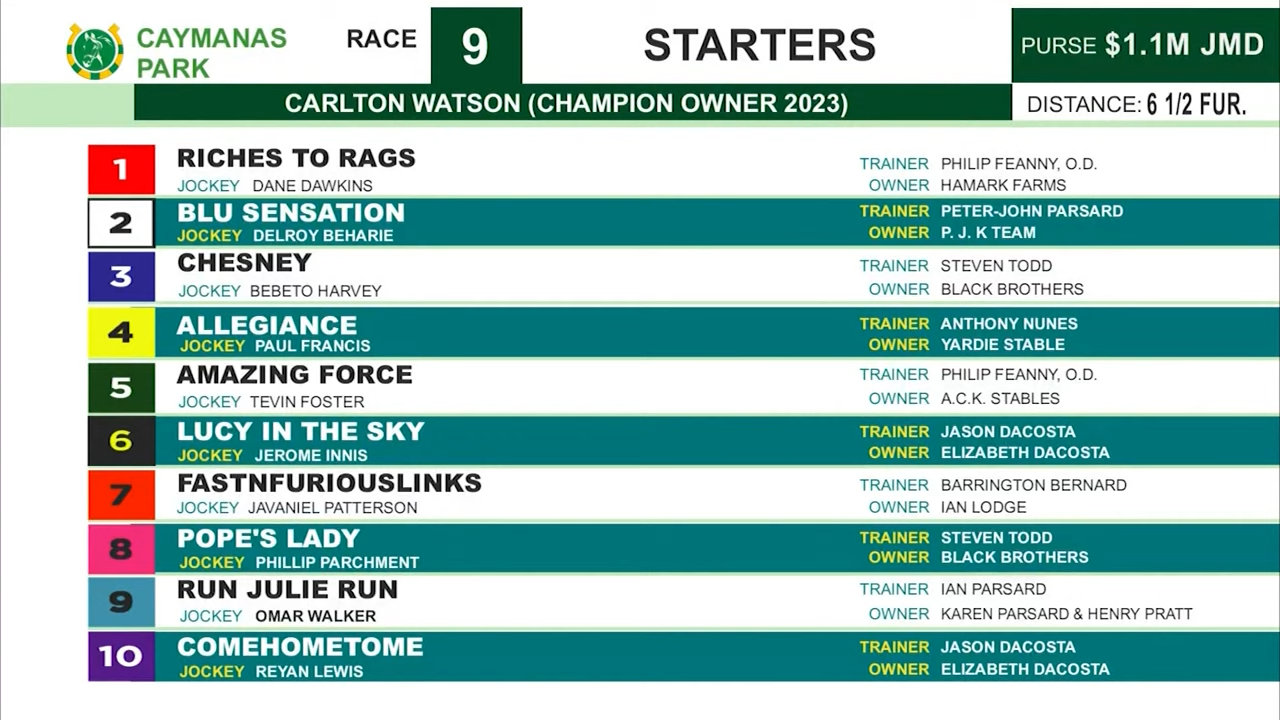 CAYMANAS PARK
RACE 9
STARTERS
PURSE $1.1M JMD
CARLTON WATSON (CHAMPION OWNER 2023)
DISTANCE: 6 1/2 FUR.
1 RICHES TO RAGS
JOCKEY DANE DAWKINS
TRAINER PHILIP FEANNY, O.D.
OWNER HAMARK FARMS
2 BLU SENSATION
JOCKEY DELROY BEHARIE
TRAINER PETER-JOHN PARSARD
OWNER P. J. K TEAM
3 CHESNEY
JOCKEY BEBETO HARVEY
TRAINER STEVEN TODD
OWNER BLACK BROTHERS
4 ALLEGIANCE
JOCKEY PAUL FRANCIS
TRAINER ANTHONY NUNES
OWNER YARDIE STABLE
5 AMAZING FORCE
JOCKEY TEVIN FOSTER
TRAINER PHILIP FEANNY, O.D.
OWNER A.C.K. STABLES
6 LUCY IN THE SKY
JOCKEY JEROME INNIS
TRAINER JASON DACOSTA
OWNER ELIZABETH DACOSTA
7 FASTNFURIOUSLINKS
JOCKEY JAVANIEL PATTERSON
TRAINER BARRINGTON BERNARD
OWNER IAN LODGE
8 POPE'S LADY
JOCKEY PHILLIP PARCHMENT
TRAINER STEVEN TODD
OWNER BLACK BROTHERS
9 RUN JULIE RUN
JOCKEY OMAR WALKER
TRAINER IAN PARSARD
OWNER KAREN PARSARD & HENRY PRATT
10 COMEHOMETOME
JOCKEY REYAN LEWIS
TRAINER JASON DACOSTA
OWNER ELIZABETH DACOSTA